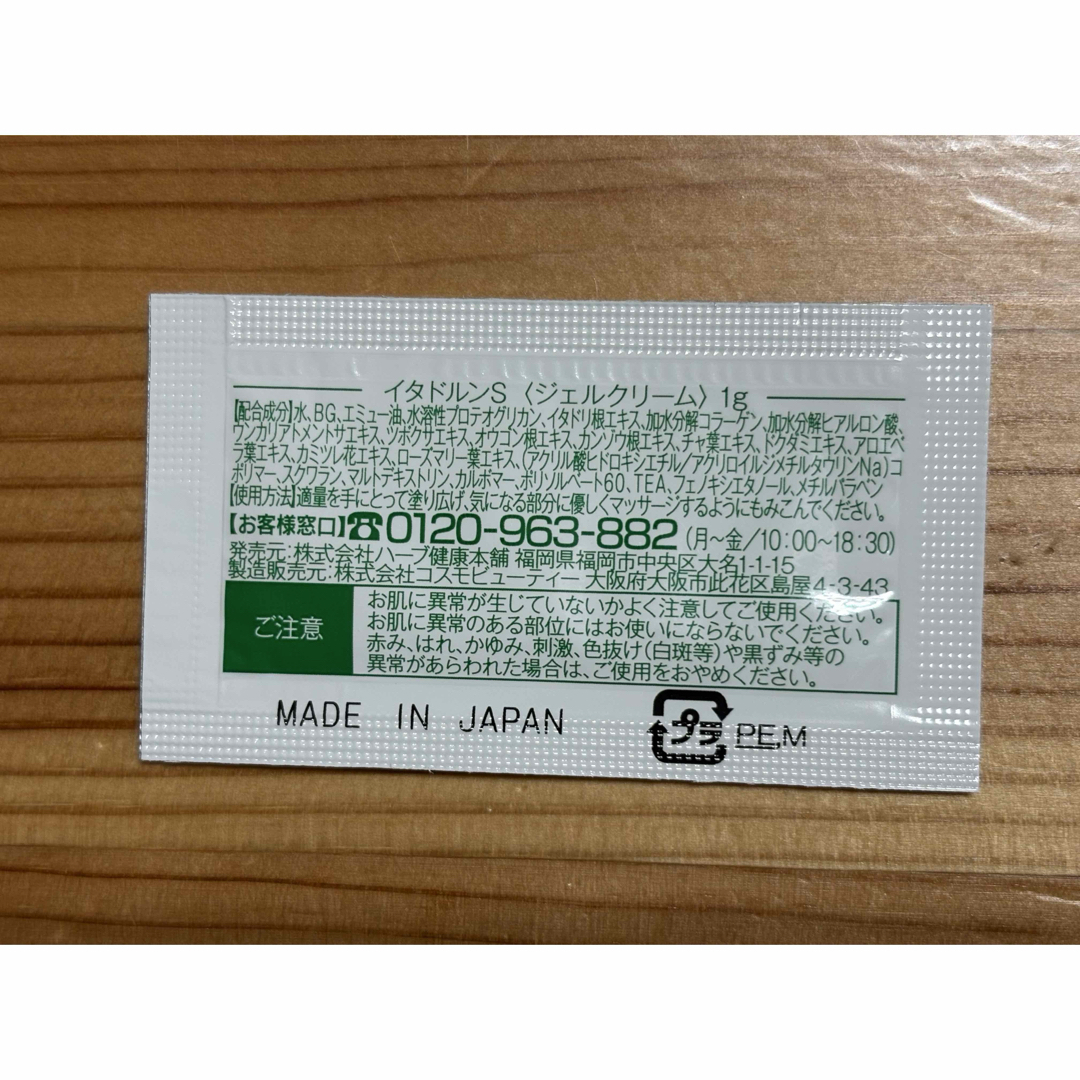 イタドルンS〈ジェルクリーム〉1g
【配合成分】水、BG、エミュー油、水溶性プロテオグリカン、イタドリ根エキス、加水分解コラーゲン、加水分解ヒアルロン酸、
ワンカリアトメントサエキス、ツボクサエキス、オウゴン根エキス、カンゾウ根エキス、チャ葉エキス、ドクダミエキス、アロエベ
ラ葉エキス、カミツレ花エキス、ローズマリー葉エキス、(アクリル酸ヒドロキシエチル/アクリロイルジメチルタウリンNa)コ
ポリマー、スクワラン、マルトデキストリン、カルボマー、ポリソルベート60、TEA、フェノキシエタノール、メチルパラベン
【使用方法】適量を手にとって塗り広げ、気になる部分に優しくマッサージするようにもみこんでください。
【お客様窓口】☎0120-963-882(月〜金/10:00〜18:30)
発売元:株式会社ハーブ健康本舗 福岡県福岡市中央区大名1-1-15
製造販売元:株式会社コスモビューティー 大阪府大阪市此花区島屋4-3-43
ご注意
お肌に異常が生じていないかよく注意してご使用ください。
お肌に異常のある部位にはお使いにならないでください。
赤み、はれ、かゆみ、刺激、色抜け(白斑等)や黒ずみ等の
異常があらわれた場合は、ご使用をおやめください。
MADE IN JAPAN
プラ PE,M